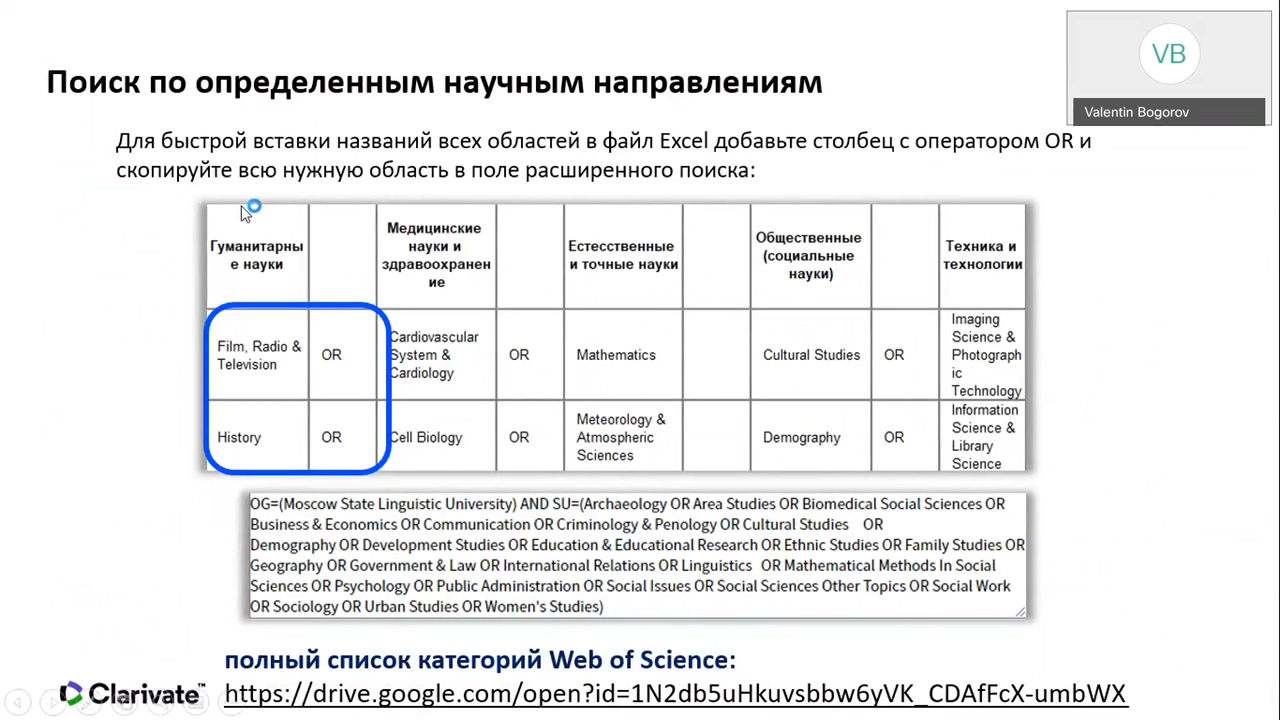 VB
Valentin Bogorov
Поиск по определенным научным направлениям
Для быстрой вставки названий всех областей в файл Excel добавьте столбец с оператором OR и
скопируйте всю нужную область в поле расширенного поиска:
Гуманитарны
е науки
Медицинские
науки и
здравоохранен
ие
Естесственные
и точные науки
Общественные
(социальные
науки)
Техника и
технологии
Film, Radio &
Television
OR
Cardiovascular
System &
Cardiology
OR
Mathematics
Cultural Studies
OR
Imaging
Science &
Photograph
ic
Technology
History
OR
Cell Biology
OR
Meteorology &
Atmospheric
Sciences
Demography
OR
Information
Science &
Library
Science
OG=(Moscow State Linguistic University) AND SU=(Archaeology OR Area Studies OR Biomedical Social Sciences OR
Business & Economics OR Communication OR Criminology & Penology OR Cultural Studies OR
Demography OR Development Studies OR Education & Educational Research OR Ethnic Studies OR Family Studies OR
Geography OR Government & Law OR International Relations OR Linguistics OR Mathematical Methods In Social
Sciences OR Psychology OR Public Administration OR Social Issues OR Social Sciences Other Topics OR Social Work
OR Sociology OR Urban Studies OR Women's Studies)
полный список категорий Web of Science:
https://drive.google.com/open?id=1N2db5uHkuvsbbw6yVK_CDAfFcX-umbWX
Clarivate™